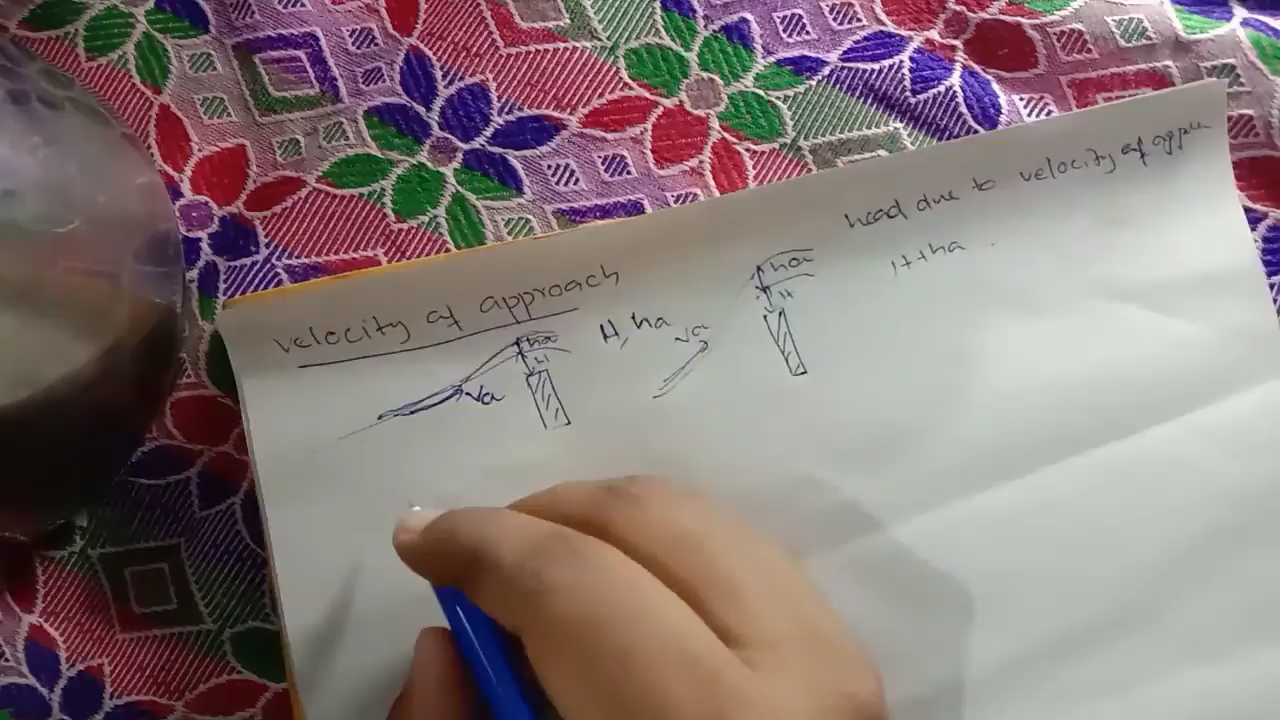 velocity of approach
ha
H
Va
H, ha
Va
ha
H
head due to velocity of appr
H+ha